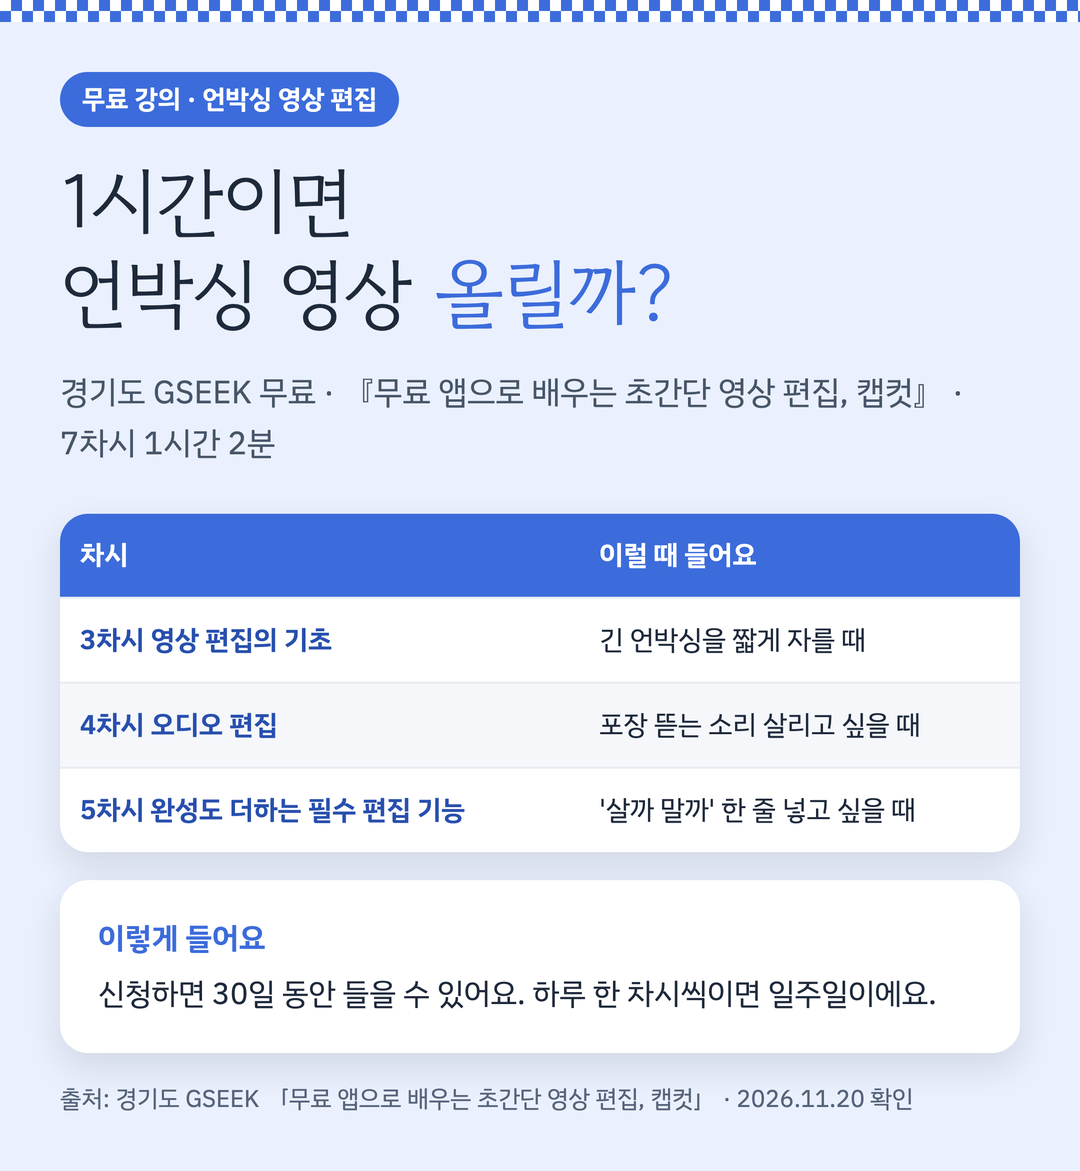 무료 강의 · 언박싱 영상 편집
1시간이면
언박싱 영상 올릴까?
경기도 GSEEK 무료 · 『무료 앱으로 배우는 초간단 영상 편집, 캡컷』 ·
7차시 1시간 2분
차시 이럴 때 들어요
3차시 영상 편집의 기초 긴 언박싱을 짧게 자를 때
4차시 오디오 편집 포장 뜯는 소리 살리고 싶을 때
5차시 완성도 더하는 필수 편집 기능 '살까 말까' 한 줄 넣고 싶을 때
이렇게 들어요
신청하면 30일 동안 들을 수 있어요. 하루 한 차시씩이면 일주일이에요.
출처: 경기도 GSEEK 「무료 앱으로 배우는 초간단 영상 편집, 캡컷」 · 2026.11.20 확인